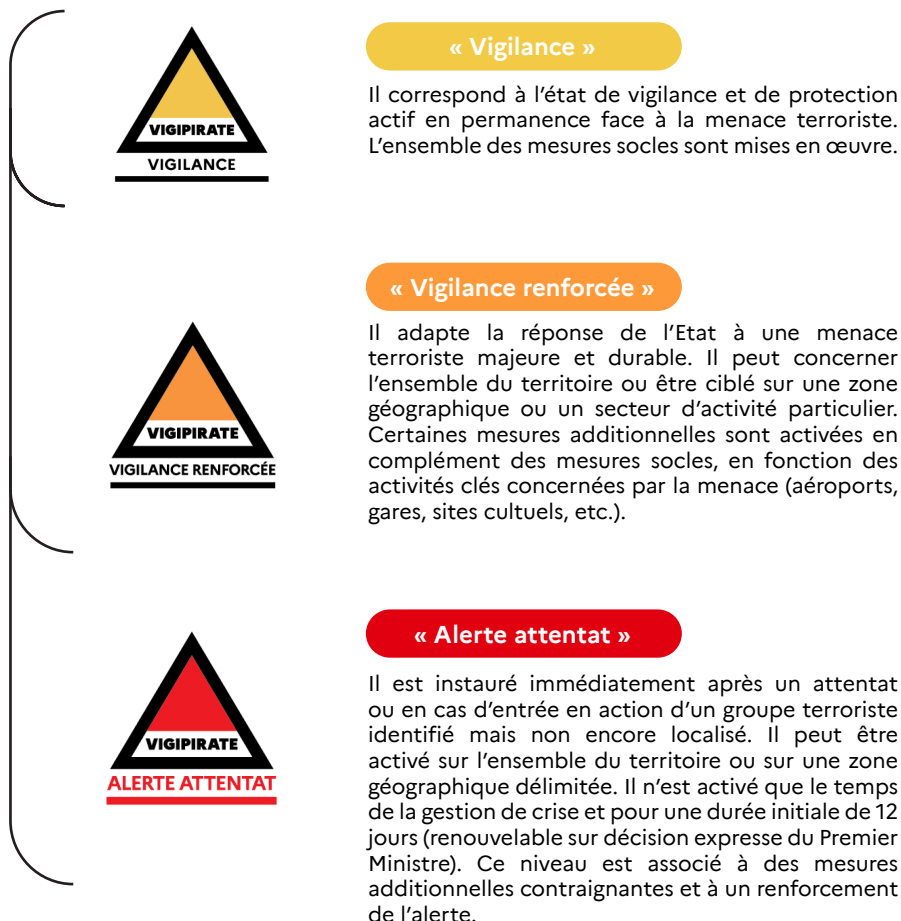 VIGIPIRATE
VIGILANCE
« Vigilance »
Il correspond à l’état de vigilance et de protection
actif en permanence face à la menace terroriste.
L’ensemble des mesures socles sont mises en œuvre.
VIGIPIRATE
VIGILANCE RENFORCÉE
« Vigilance renforcée »
Il adapte la réponse de l’Etat à une menace
terroriste majeure et durable. Il peut concerner
l’ensemble du territoire ou être ciblé sur une zone
géographique ou un secteur d’activité particulier.
Certaines mesures additionnelles sont activées en
complément des mesures socles, en fonction des
activités clés concernées par la menace (aéroports,
gares, sites cultuels, etc.).
VIGIPIRATE
ALERTE ATTENTAT
« Alerte attentat »
Il est instauré immédiatement après un attentat
ou en cas d’entrée en action d’un groupe terroriste
identifié mais non encore localisé. Il peut être
activé sur l’ensemble du territoire ou sur une zone
géographique délimitée. Il n’est activé que le temps
de la gestion de crise et pour une durée initiale de 12
jours (renouvelable sur décision expresse du Premier
Ministre). Ce niveau est associé à des mesures
additionnelles contraignantes et à un renforcement
de l’alerte.